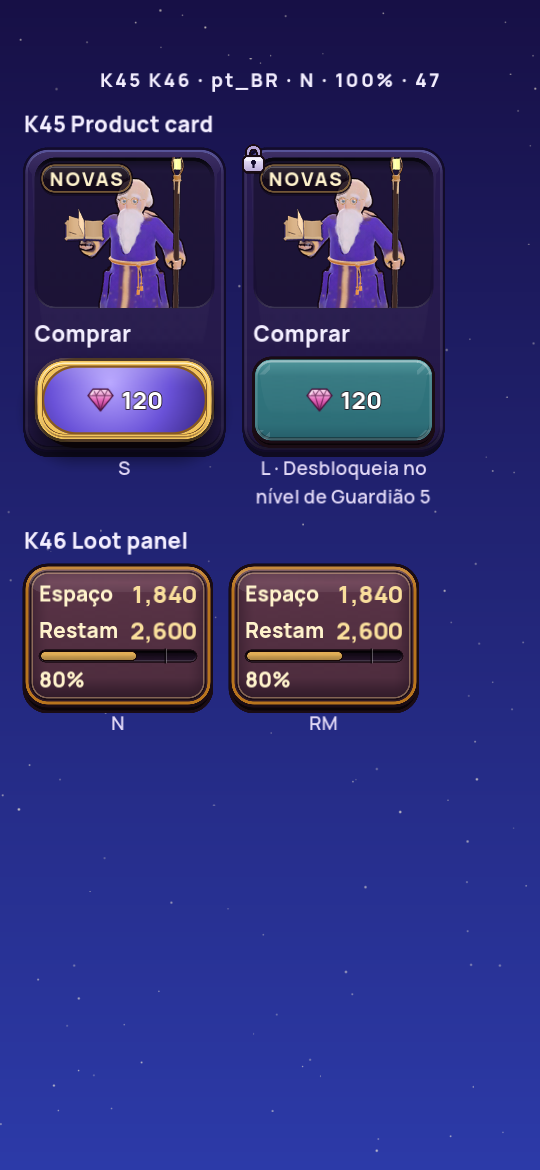 K45 K46 · pt_BR · N · 100% · 47
K45 Product card
NOVAS NOVAS
Comprar Comprar
120 120
S L · Desbloqueia no
nível de Guardião 5
K46 Loot panel
Espaço 1,840 Espaço 1,840
Restam 2,600 Restam 2,600
80% 80%
N RM